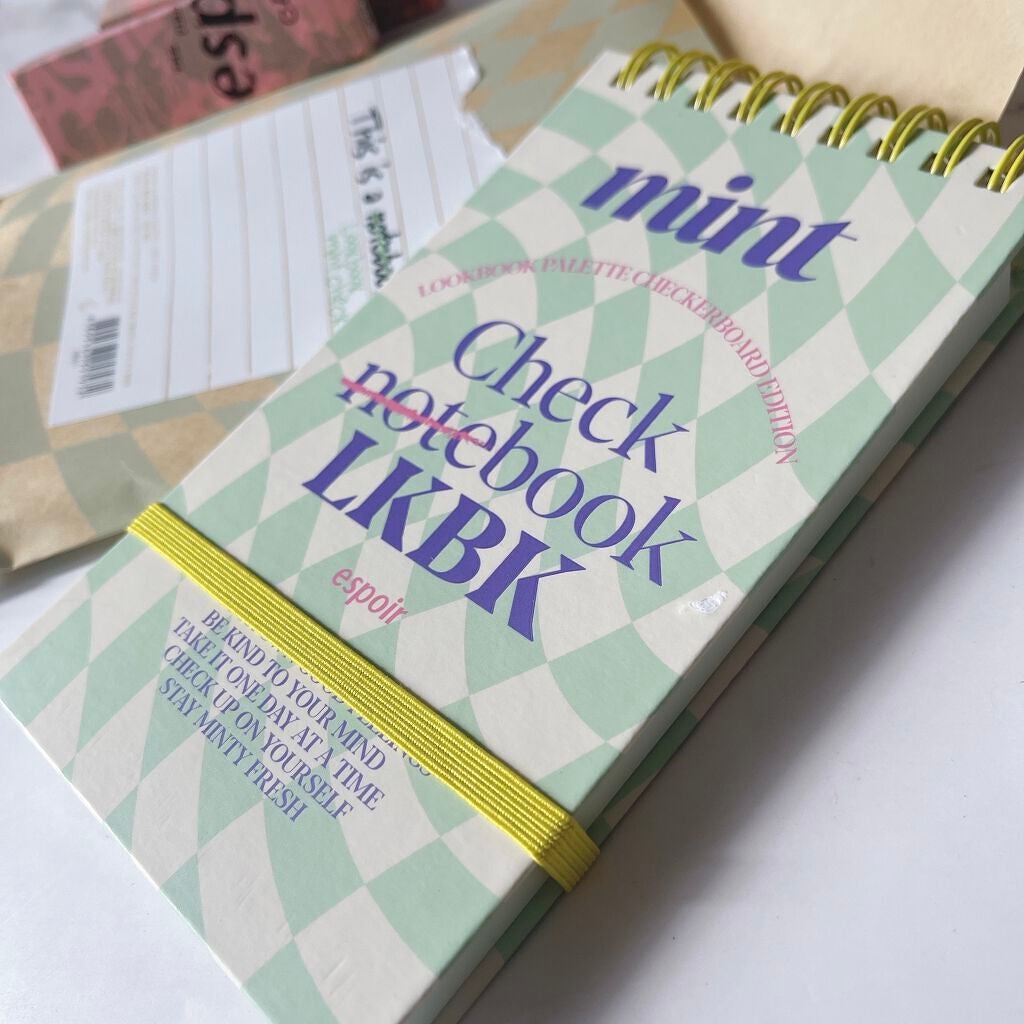 mint
LOOKBOOK PALETTE CHECKERBOARD EDITION
Check
notebook
LKBK
espoir
BE KIND TO YOUR MIND
TAKE IT ONE DAY AT A TIME
CHECK UP ON YOURSELF
STAY MINTY FRESH
This is a
esp